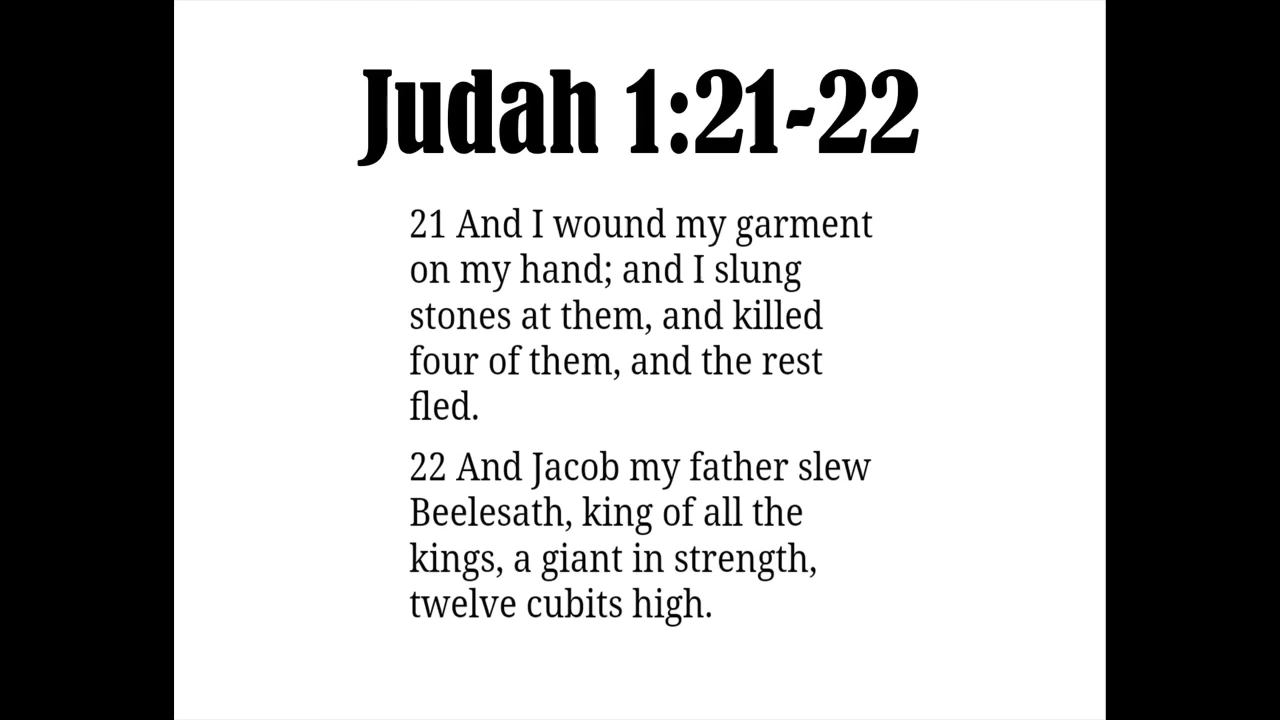 Judah 1:21-22
21 And I wound my garment
on my hand; and I slung
stones at them, and killed
four of them, and the rest
fled.
22 And Jacob my father slew
Beelesath, king of all the
kings, a giant in strength,
twelve cubits high.